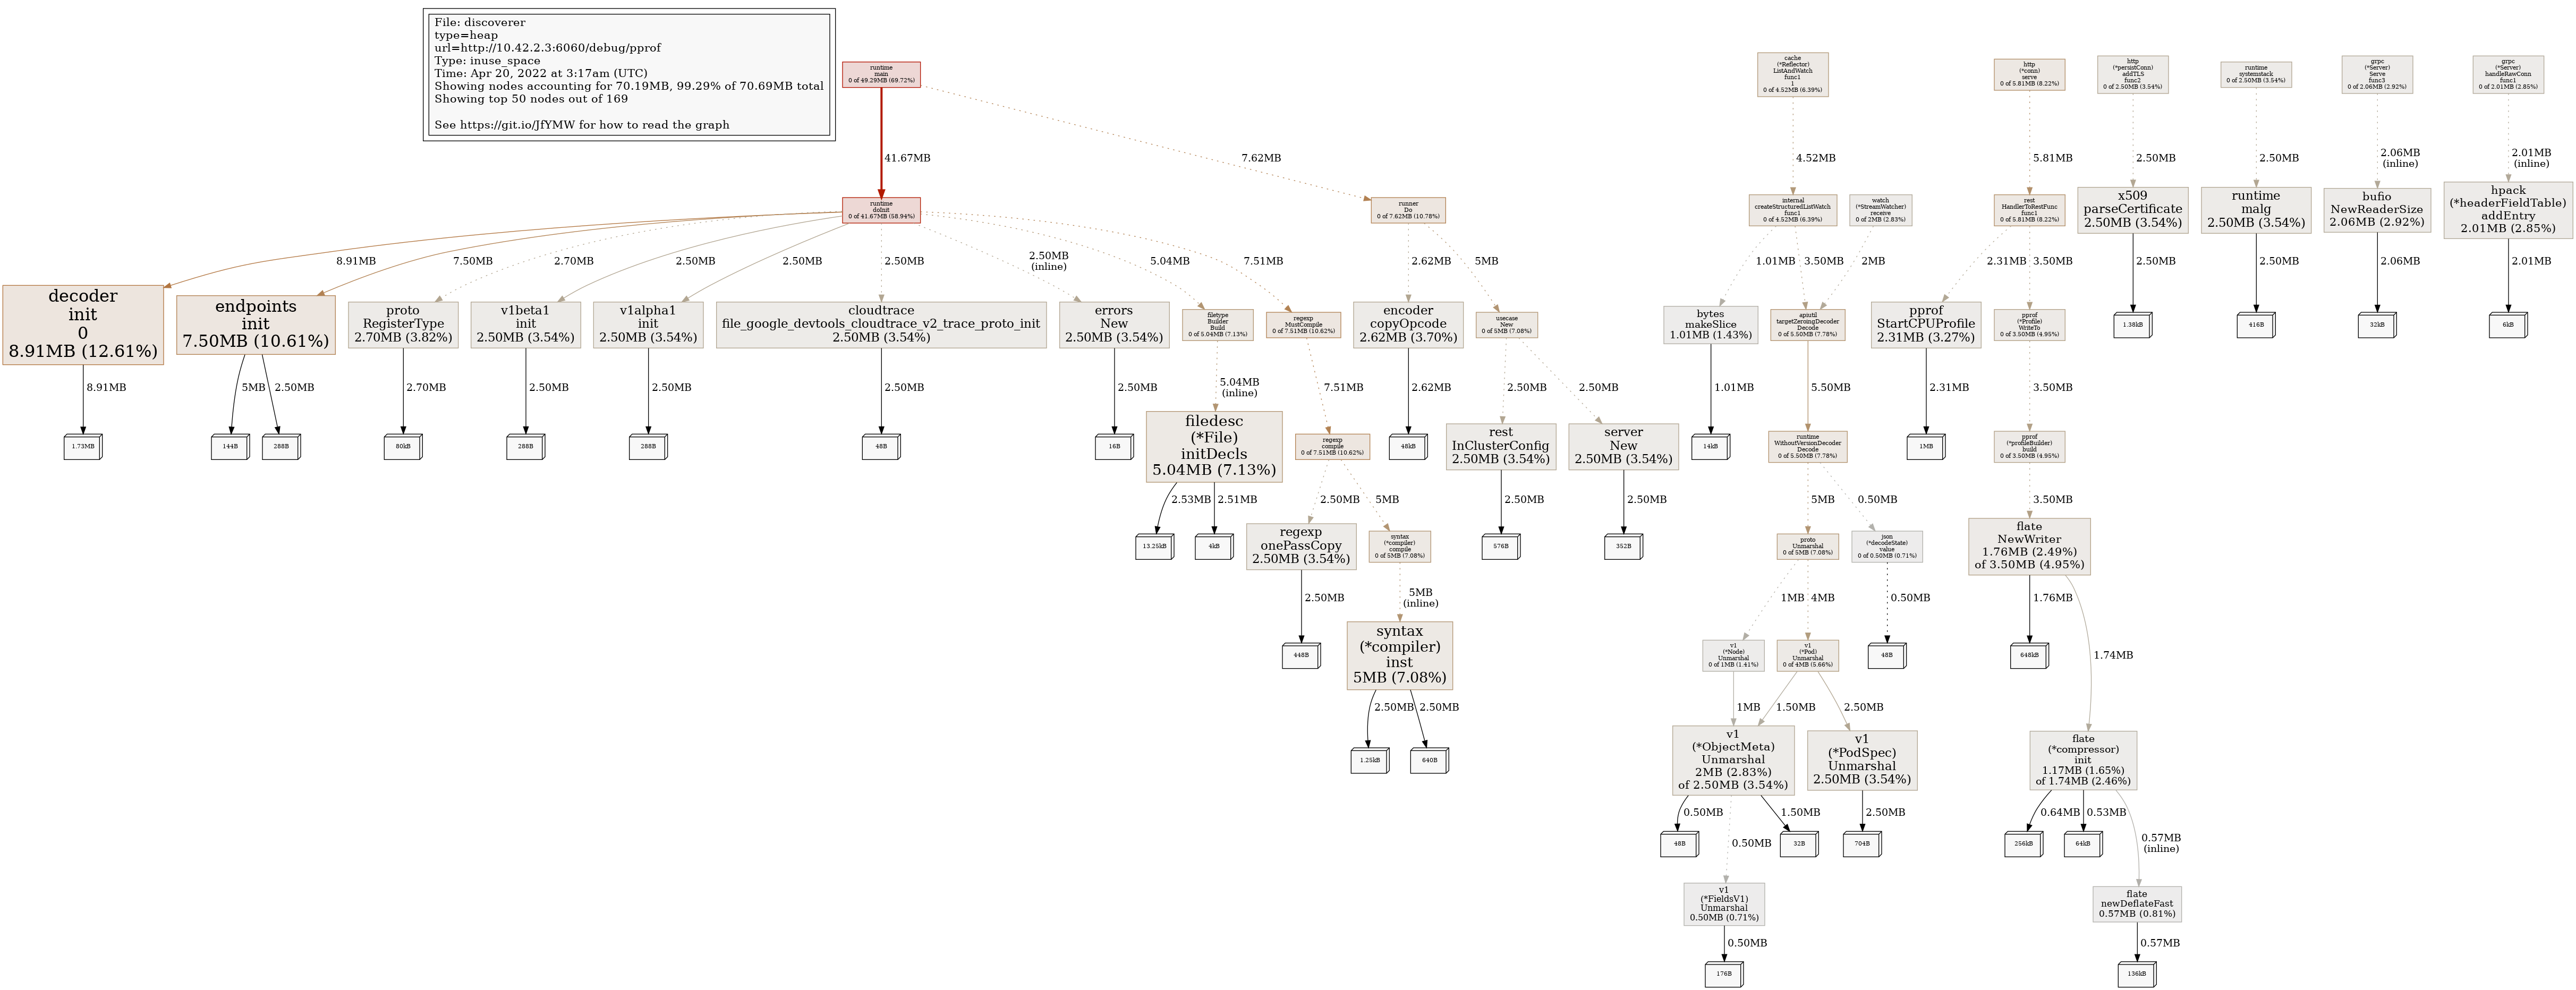 File: discoverer
type=heap
url=http://10.42.2.3:6060/debug/pprof
Type: inuse_space
Time: Apr 20, 2022 at 3:17am (UTC)
Showing nodes accounting for 70.19MB, 99.29% of 70.69MB total
Showing top 50 nodes out of 169
See https://git.io/JfYMW for how to read the graph
runtime
main
0 of 49.29MB (69.72%)
cache
(*Reflector)
ListAndWatch
func1
1
0 of 4.52MB (6.39%)
http
(*conn)
serve
0 of 5.81MB (8.22%)
http
(*persistConn)
addTLS
func2
0 of 2.50MB (3.54%)
runtime
systemstack
0 of 2.50MB (3.54%)
grpc
(*Server)
Serve
func3
0 of 2.06MB (2.92%)
grpc
(*Server)
handleRawConn
func1
0 of 2.01MB (2.85%)
41.67MB
7.62MB
4.52MB
5.81MB
2.50MB
2.50MB
2.06MB
(inline)
2.01MB
(inline)
runtime
doInit
0 of 41.67MB (58.94%)
runner
Do
0 of 7.62MB (10.78%)
internal
createStructuredListWatch
func1
0 of 4.52MB (6.39%)
watch
(*StreamWatcher)
receive
0 of 2MB (2.83%)
rest
HandlerToRestFunc
func1
0 of 5.81MB (8.22%)
x509
parseCertificate
2.50MB (3.54%)
runtime
malg
2.50MB (3.54%)
bufio
NewReaderSize
2.06MB (2.92%)
hpack
(*headerFieldTable)
addEntry
2.01MB (2.85%)
8.91MB
7.50MB
2.70MB
2.50MB
2.50MB
2.50MB
2.50MB
(inline)
5.04MB
7.51MB
2.62MB
5MB
1.01MB
3.50MB
2MB
2.31MB
3.50MB
2.50MB
2.50MB
2.06MB
2.01MB
decoder
init
0
8.91MB (12.61%)
endpoints
init
7.50MB (10.61%)
proto
RegisterType
2.70MB (3.82%)
v1beta1
init
2.50MB (3.54%)
v1alpha1
init
2.50MB (3.54%)
cloudtrace
file_google_devtools_cloudtrace_v2_trace_proto_init
2.50MB (3.54%)
errors
New
2.50MB (3.54%)
filetype
Builder
Build
0 of 5.04MB (7.13%)
regexp
MustCompile
0 of 7.51MB (10.62%)
encoder
copyOpcode
2.62MB (3.70%)
usecase
New
0 of 5MB (7.08%)
bytes
makeSlice
1.01MB (1.43%)
apiutil
targetZeroingDecoder
Decode
0 of 5.50MB (7.78%)
pprof
StartCPUProfile
2.31MB (3.27%)
pprof
(*Profile)
WriteTo
0 of 3.50MB (4.95%)
1.38kB
416B
32kB
6kB
8.91MB
5MB
2.50MB
2.70MB
2.50MB
2.50MB
2.50MB
2.50MB
5.04MB
(inline)
7.51MB
2.62MB
2.50MB
2.50MB
1.01MB
5.50MB
2.31MB
3.50MB
1.73MB
144B
288B
80kB
288B
288B
48B
16B
filedesc
(*File)
initDecls
5.04MB (7.13%)
regexp
compile
0 of 7.51MB (10.62%)
48kB
rest
InClusterConfig
2.50MB (3.54%)
server
New
2.50MB (3.54%)
14kB
runtime
WithoutVersionDecoder
Decode
0 of 5.50MB (7.78%)
1MB
pprof
(*profileBuilder)
build
0 of 3.50MB (4.95%)
2.53MB
2.51MB
2.50MB
5MB
2.50MB
2.50MB
5MB
0.50MB
3.50MB
13.25kB
4kB
regexp
onePassCopy
2.50MB (3.54%)
syntax
(*compiler)
compile
0 of 5MB (7.08%)
576B
352B
proto
Unmarshal
0 of 5MB (7.08%)
json
(*decodeState)
value
0 of 0.50MB (0.71%)
flate
NewWriter
1.76MB (2.49%)
of 3.50MB (4.95%)
2.50MB
5MB
(inline)
1MB
4MB
0.50MB
1.76MB
1.74MB
448B
syntax
(*compiler)
inst
5MB (7.08%)
v1
(*Node)
Unmarshal
0 of 1MB (1.41%)
v1
(*Pod)
Unmarshal
0 of 4MB (5.66%)
48B
648kB
2.50MB
2.50MB
1MB
1.50MB
2.50MB
1.25kB
640B
v1
(*ObjectMeta)
Unmarshal
2MB (2.83%)
of 2.50MB (3.54%)
v1
(*PodSpec)
Unmarshal
2.50MB (3.54%)
flate
(*compressor)
init
1.17MB (1.65%)
of 1.74MB (2.46%)
0.50MB
0.50MB
1.50MB
2.50MB
0.64MB
0.53MB
0.57MB
(inline)
48B
32B
704B
256kB
64kB
v1
(*FieldsV1)
Unmarshal
0.50MB (0.71%)
flate
newDeflateFast
0.57MB (0.81%)
0.50MB
0.57MB
176B
136kB